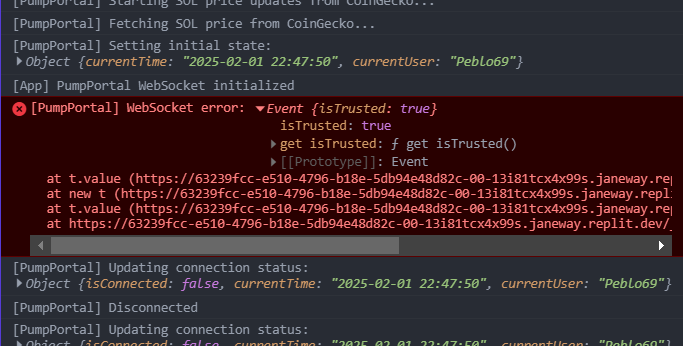 [PumpPortal] Starting SOL price updates from CoinGecko...
[PumpPortal] Fetching SOL price from CoinGecko...
[PumpPortal] Setting initial state:
Object {currentTime: "2025-02-01 22:47:50", currentUser: "Peblo69"}
[App] PumpPortal WebSocket initialized
[PumpPortal] WebSocket error: Event {isTrusted: true}
isTrusted: true
get isTrusted: ƒ get isTrusted()
[[Prototype]]: Event
at t.value (https://63239fcc-e510-4796-b18e-5db94e48d82c-00-13i81tcx4x99s.janeway.rep
at new t (https://63239fcc-e510-4796-b18e-5db94e48d82c-00-13i81tcx4x99s.janeway.repli
at t.value (https://63239fcc-e510-4796-b18e-5db94e48d82c-00-13i81tcx4x99s.janeway.rep
at https://63239fcc-e510-4796-b18e-5db94e48d82c-00-13i81tcx4x99s.janeway.replit.dev/
[PumpPortal] Updating connection status:
Object {isConnected: false, currentTime: "2025-02-01 22:47:50", currentUser: "Peblo69"}
[PumpPortal] Disconnected
[PumpPortal] Updating connection status:
Object {isConnected: false, currentTime: "2025-02-01 22:47:50", currentUser: "Peblo69"}